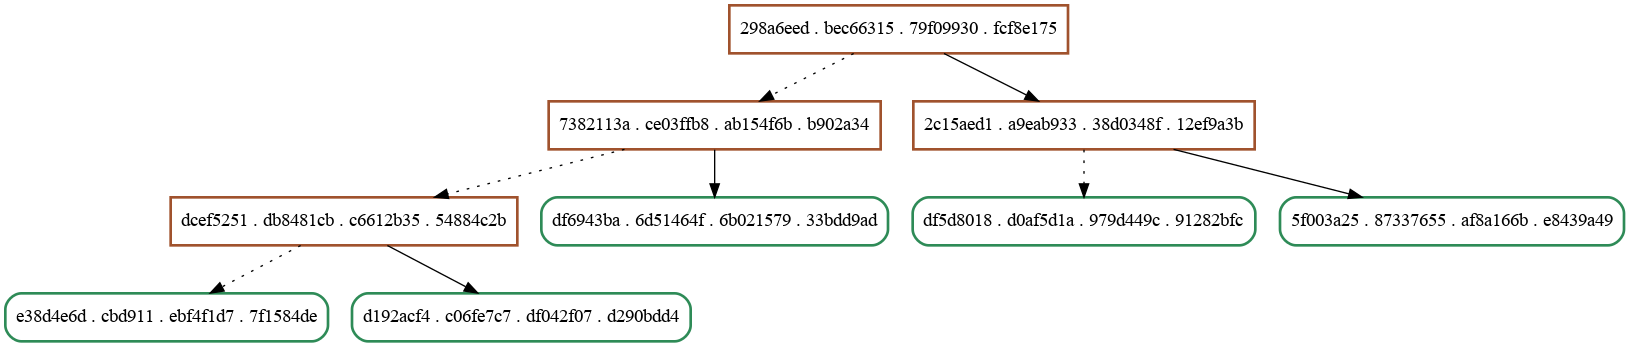 298a6eed . bec66315 . 79f09930 . fcf8e175
7382113a . ce03ffb8 . ab154f6b . b902a34
2c15aed1 . a9eab933 . 38d0348f . 12ef9a3b
dcef5251 . db8481cb . c6612b35 . 54884c2b
df6943ba . 6d51464f . 6b021579 . 33bdd9ad
df5d8018 . d0af5d1a . 979d449c . 91282bfc
5f003a25 . 87337655 . af8a166b . e8439a49
e38d4e6d . cbd911 . ebf4f1d7 . 7f1584de
d192acf4 . c06fe7c7 . df042f07 . d290bdd4